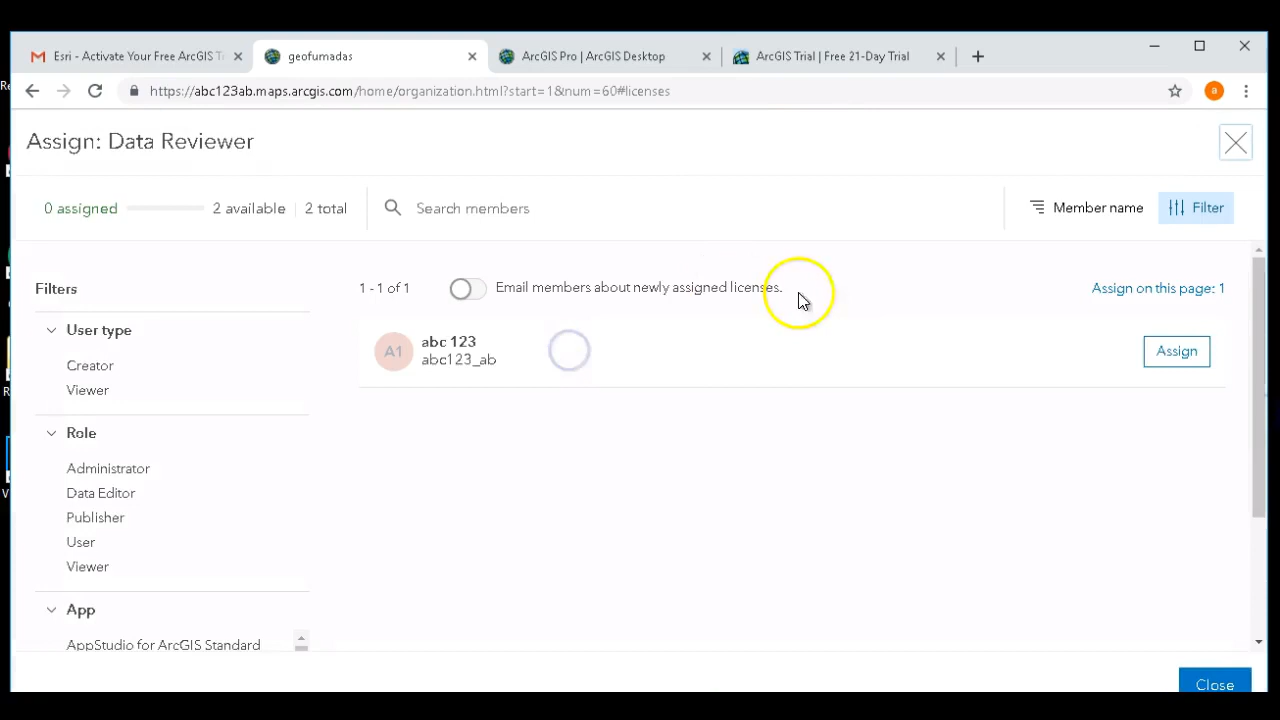 Esri - Activate Your Free ArcGIS T
geofumadas
ArcGIS Pro | ArcGIS Desktop
ArcGIS Trial | Free 21-Day Trial
https://abc123ab.maps.arcgis.com/home/organization.html?start=1&num=60#licenses
a
Assign: Data Reviewer
0 assigned
2 available
2 total
Search members
Member name
Filter
Filters
1 - 1 of 1
Email members about newly assigned licenses.
Assign on this page: 1
User type
A1
abc 123
abc123_ab
Assign
Creator
Viewer
Role
Administrator
Data Editor
Publisher
User
Viewer
App
AppStudio for ArcGIS Standard
Close